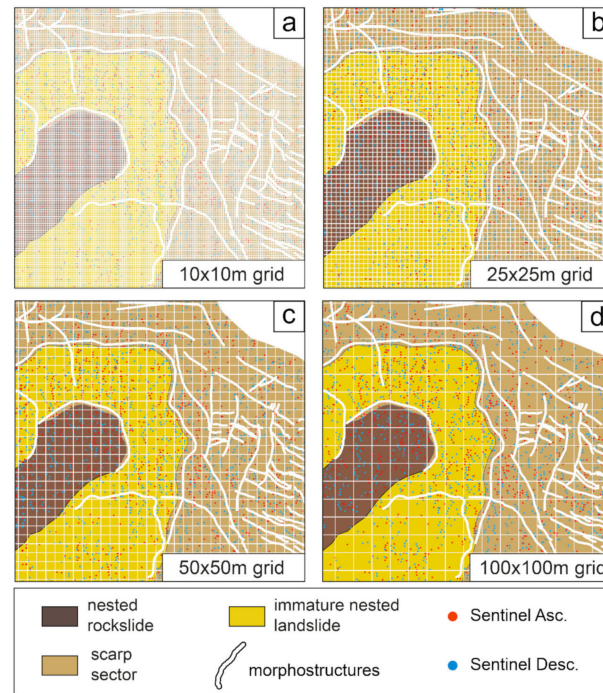 a
b
10x10m grid
25x25m grid
c
d
50x50m grid
100x100m grid
nested
rockslide
immature nested
landslide
Sentinel Asc.
scarp
sector
morphostructures
Sentinel Desc.